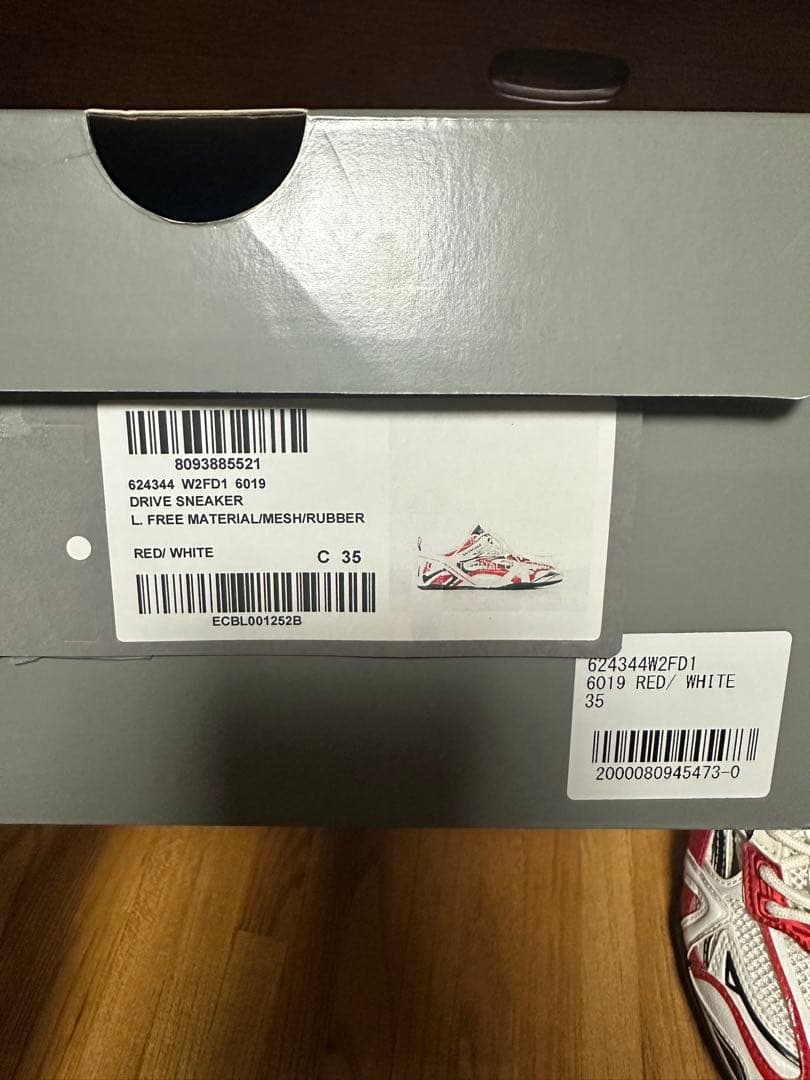 8093885521
624344 W2FD1 6019
DRIVE SNEAKER
L. FREE MATERIAL/MESH/RUBBER
RED/ WHITE
C 35
ECBL001252B
624344W2FD1
6019 RED/ WHITE
35
2000080945473-0